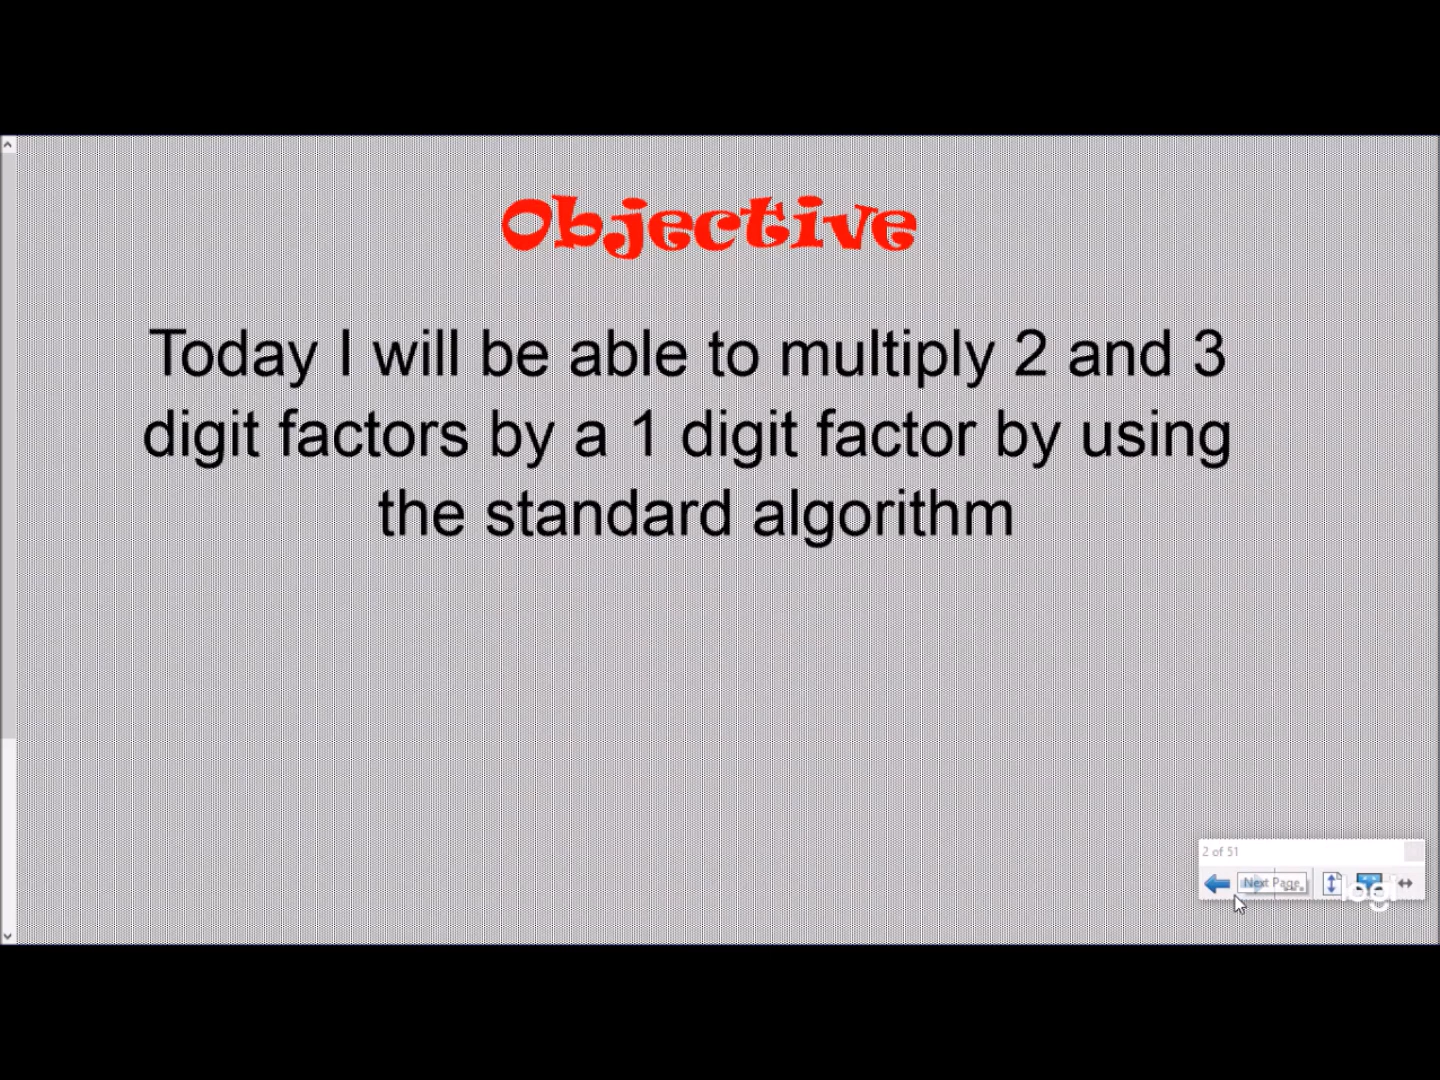 Objective
Today I will be able to multiply 2 and 3
digit factors by a 1 digit factor by using
the standard algorithm
2 of 51
Next Page
logi